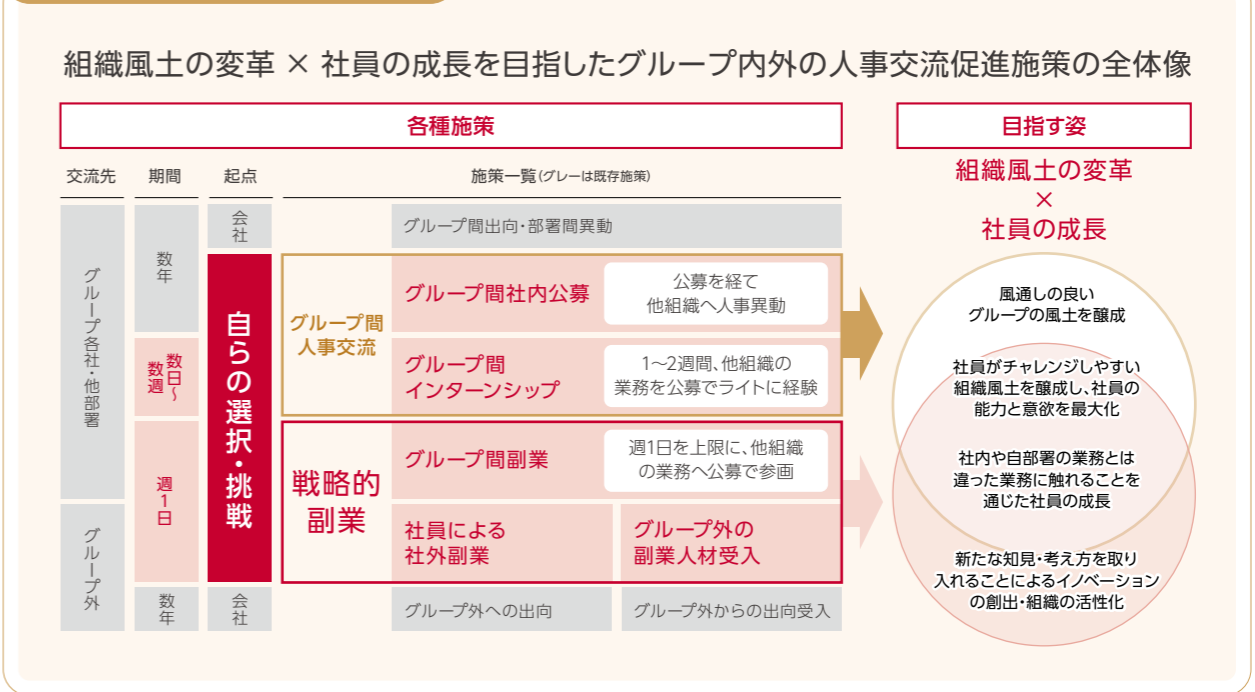 組織風土の変革 × 社員の成長を目指したグループ内外の人事交流促進施策の全体像
各種施策
交流先
期間
起点
施策一覧(グレーは既存施策)
グループ各社・他部署
グループ外
数年
数日～
数週
週1日
数年
会社
自らの選択・挑戦
会社
グループ間出向・部署間異動
グループ間
人事交流
グループ間社内公募
公募を経て
他組織へ人事異動
グループ間
インターンシップ
1～2週間、他組織の
業務を公募でライトに経験
戦略的
副業
グループ間副業
週1日を上限に、他組織
の業務へ公募で参画
社員による
社外副業
グループ外の
副業人材受入
グループ外への出向
グループ外からの出向受入
目指す姿
組織風土の変革
×
社員の成長
風通しの良い
グループの風土を醸成
社員がチャレンジしやすい
組織風土を醸成し、社員の
能力と意欲を最大化
社内や自部署の業務とは
違った業務に触れることを
通じた社員の成長
新たな知見・考え方を取り
入れることによるイノベーション
の創出・組織の活性化